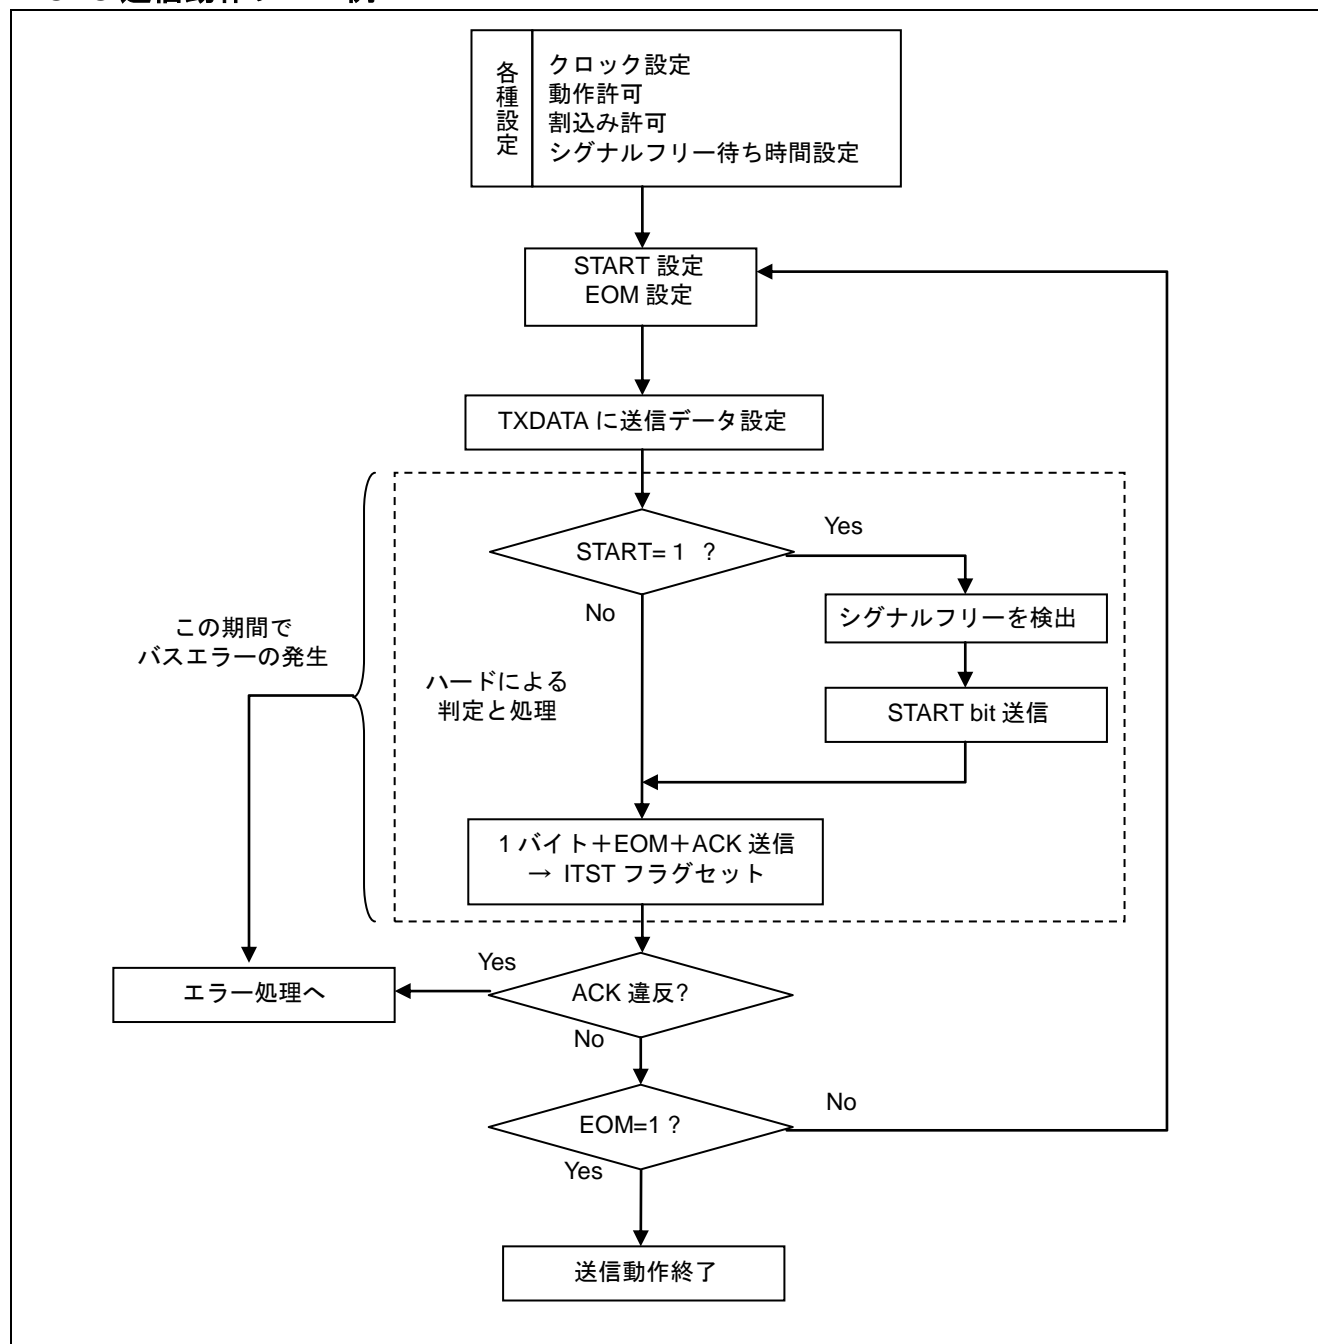 各種設定
クロック設定
動作許可
割込み許可
シグナルフリー待ち時間設定
START 設定
EOM 設定
TXDATA に送信データ設定
START= 1 ?
Yes
No
シグナルフリーを検出
START bit 送信
この期間で
バスエラーの発生
ハードによる
判定と処理
1 バイト+EOM+ACK 送信
→ ITST フラグセット
ACK 違反?
Yes
No
エラー処理へ
EOM=1 ?
No
Yes
送信動作終了